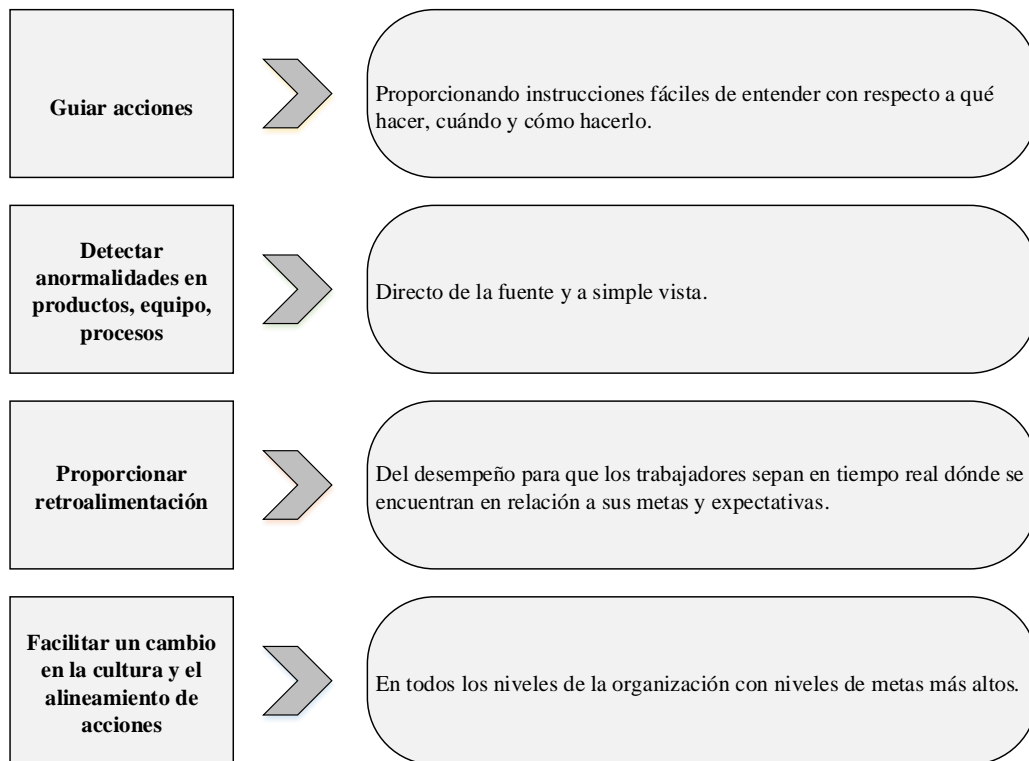 Guiar acciones
Proporcionando instrucciones fáciles de entender con respecto a qué
hacer, cuándo y cómo hacerlo.
Detectar
anormalidades en
productos, equipo,
procesos
Directo de la fuente y a simple vista.
Proporcionar
retroalimentación
Del desempeño para que los trabajadores sepan en tiempo real dónde se
encuentran en relación a sus metas y expectativas.
Facilitar un cambio
en la cultura y el
alineamiento de
acciones
En todos los niveles de la organización con niveles de metas más altos.